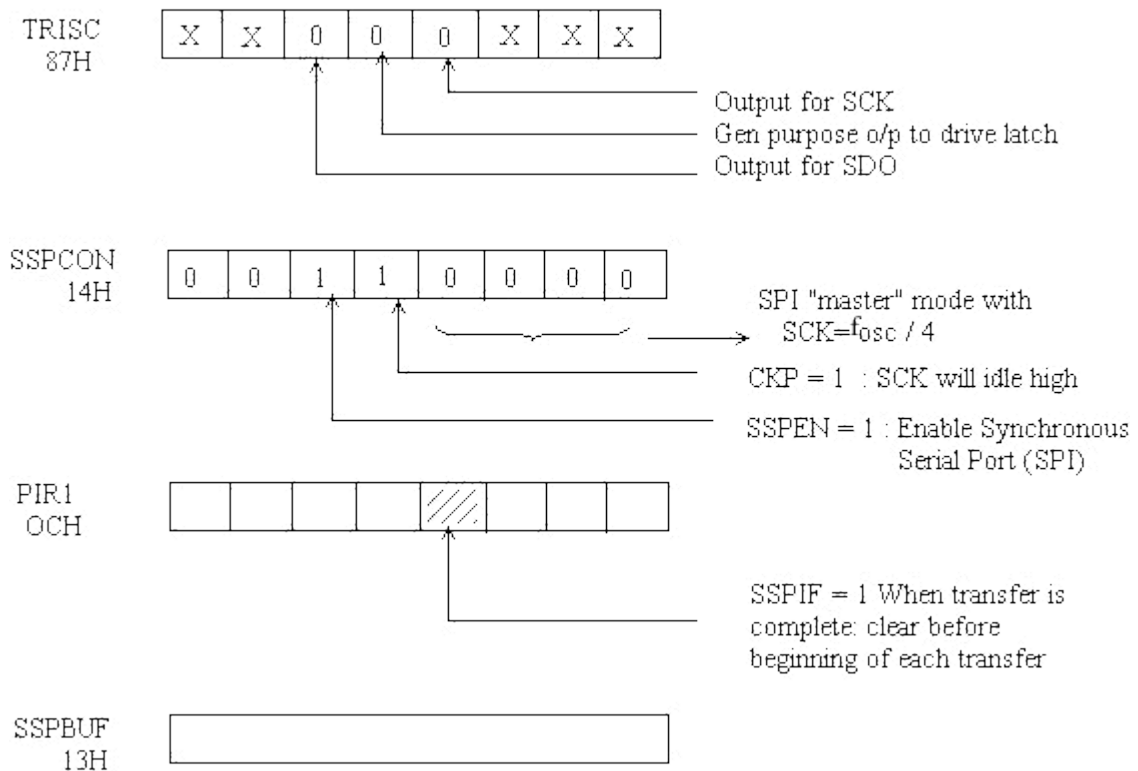 TRISC
87H
X X 0 0 0 X X X
Output for SCK
Gen purpose o/p to drive latch
Output for SDO
SSPCON
14H
0 0 1 1 0 0 0 0
SPI "master" mode with
SCK=fosc / 4
CKP = 1 : SCK will idle high
SSPEN = 1 : Enable Synchronous
Serial Port (SPI)
PIR1
OCH
SSPIF = 1 When transfer is
complete: clear before
beginning of each transfer
SSPBUF
13H